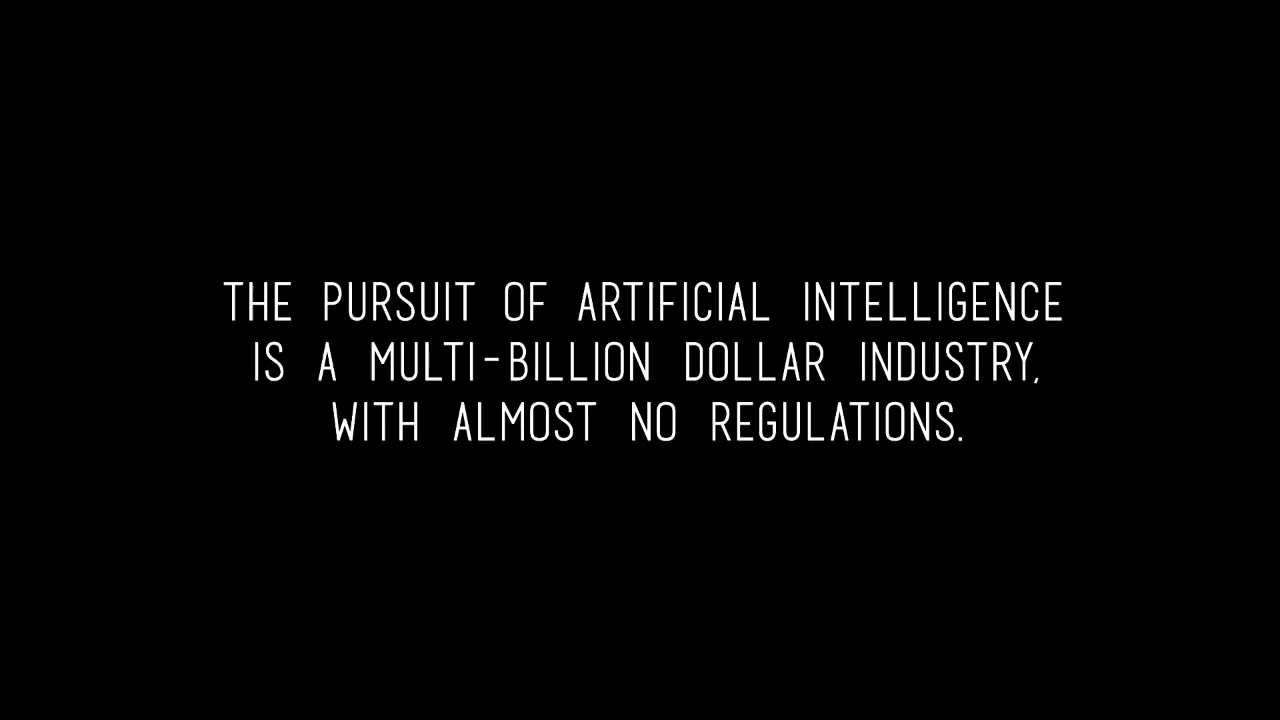 THE PURSUIT OF ARTIFICIAL INTELLIGENCE
IS A MULTI-BILLION DOLLAR INDUSTRY,
WITH ALMOST NO REGULATIONS.